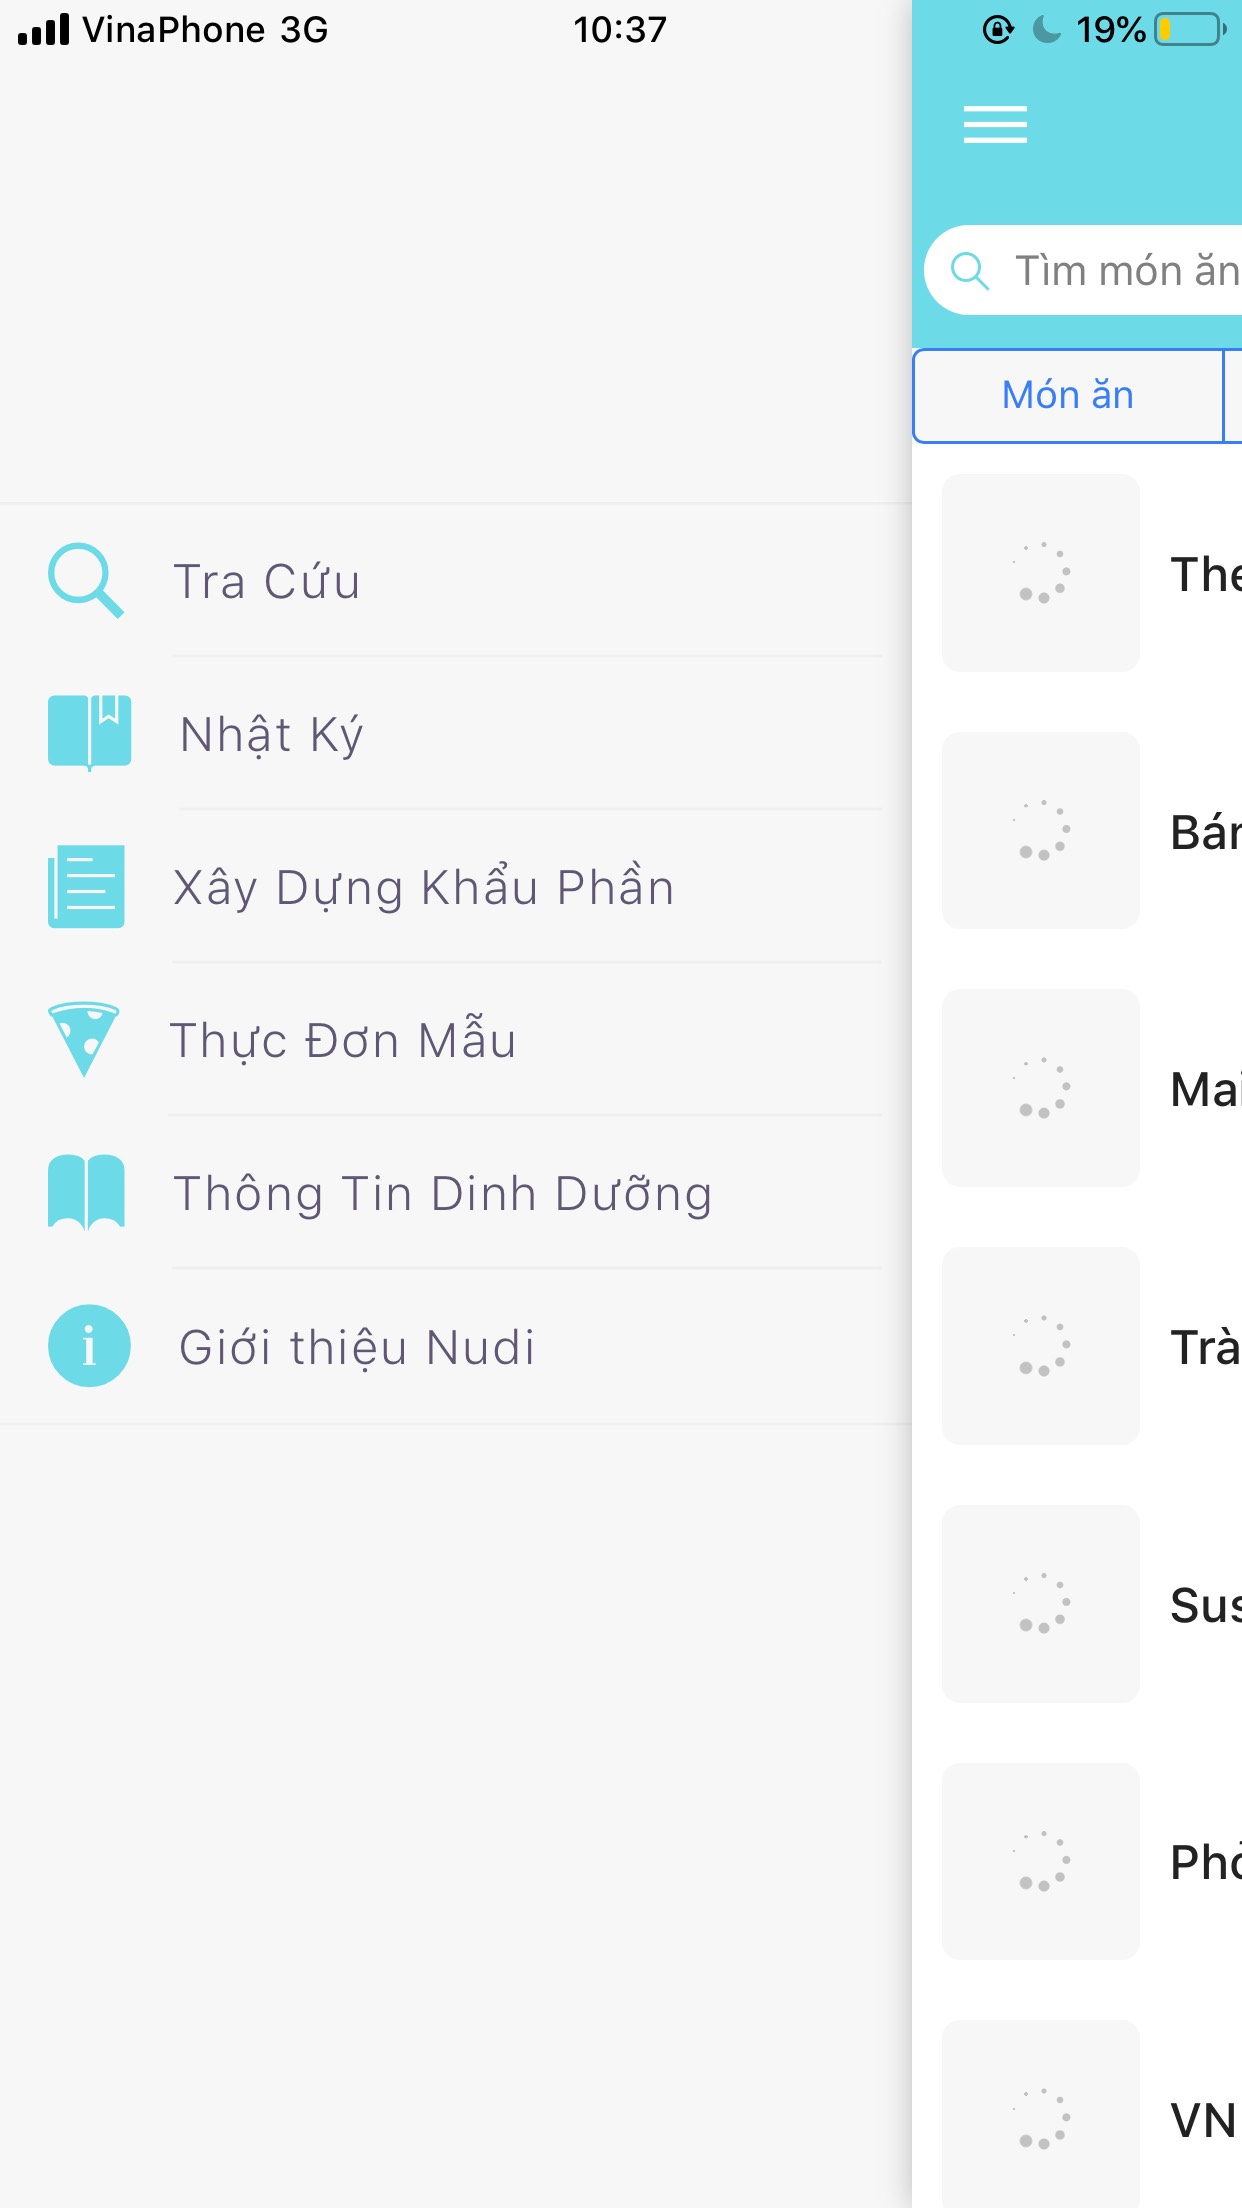 VinaPhone 3G 10:37 19%
Tìm món ăn
Món ăn
Tra Cứu
Nhật Ký
Xây Dựng Khẩu Phần
Thực Đơn Mẫu
Thông Tin Dinh Dưỡng
Giới thiệu Nudi
The
Bán
Mai
Trà
Sus
VN